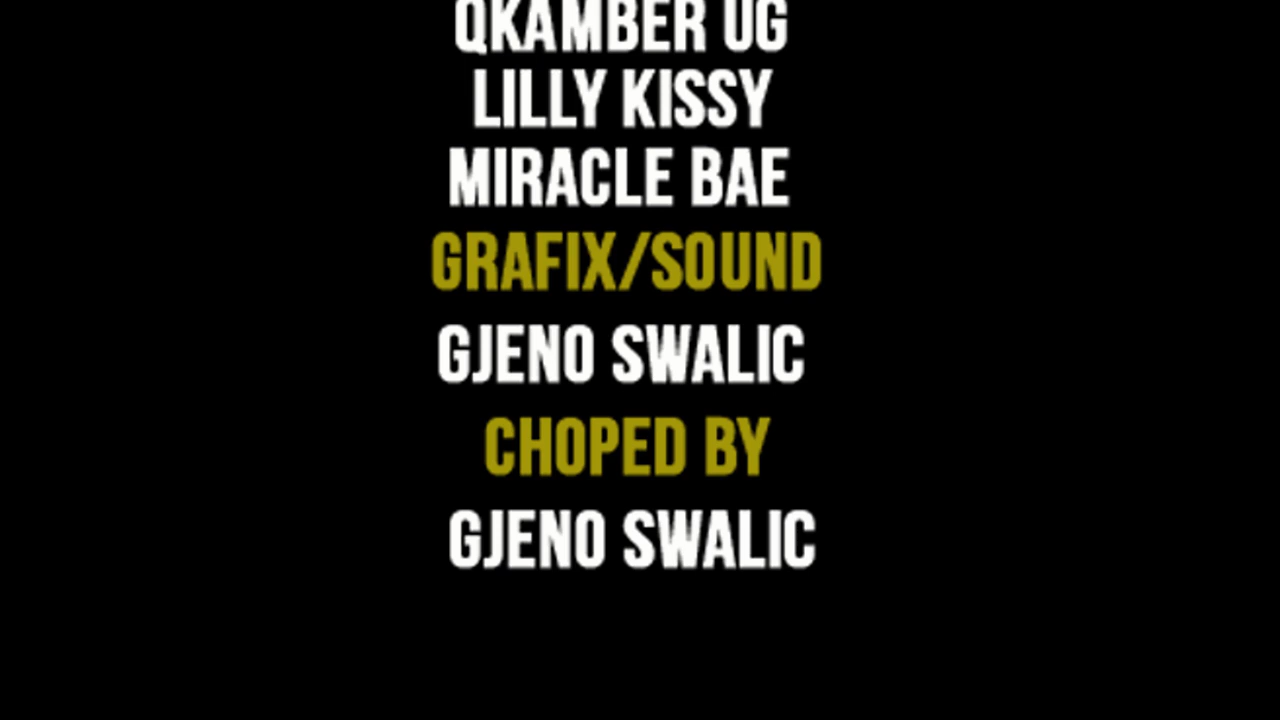 QKAMBER UG
LILLY KISSY
MIRACLE BAE
GRAFIX/SOUND
GJENO SWALIC
CHOPED BY
GJENO SWALIC